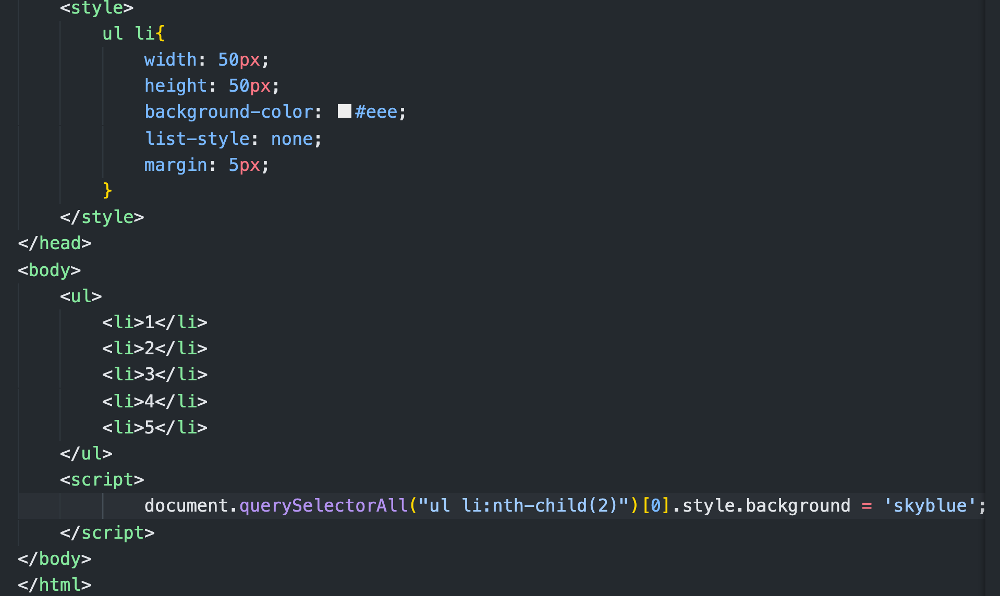 <style>
ul li{
width: 50px;
height: 50px;
background-color: #eee;
list-style: none;
margin: 5px;
}
</style>
</head>
<body>
<ul>
<li>1</li>
<li>2</li>
<li>3</li>
<li>4</li>
<li>5</li>
</ul>
<script>
document.querySelectorAll("ul li:nth-child(2)")[0].style.background = 'skyblue';
</script>
</body>
</html>